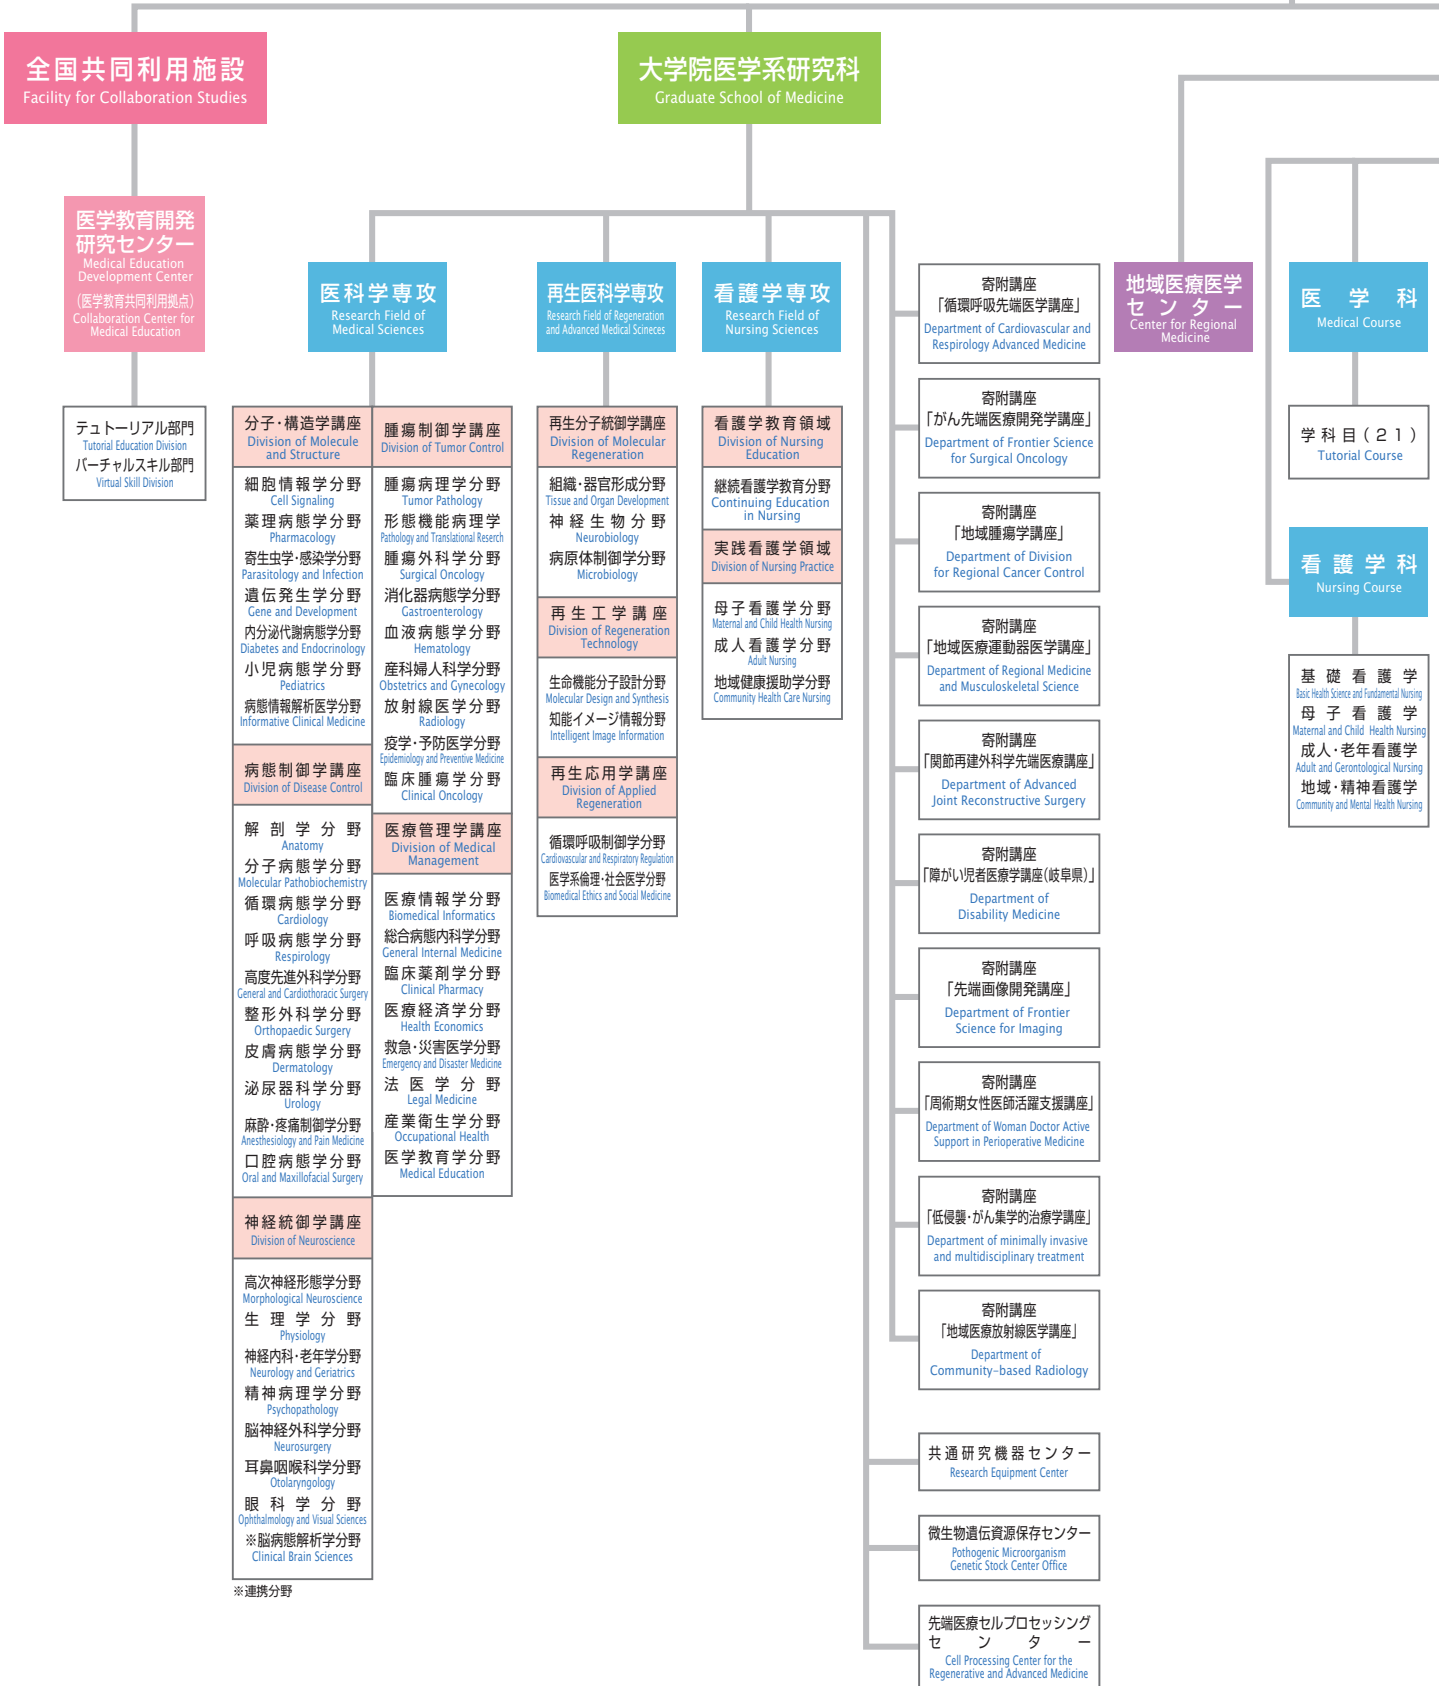 全国共同利用施設
Facility for Collaboration Studies
大学院医学系研究科
Graduate School of Medicine
医学教育開発
研究センター
Medical Education
Development Center
(医学教育共同利用拠点)
Collaboration Center for
Medical Education
テュトーリアル部門
Tutorial Education Division
バーチャルスキル部門
Virtual Skill Division
医科学専攻
Research Field of
Medical Sciences
分子・構造学講座
Division of Molecule
and Structure
細胞情報学分野
Cell Signaling
薬理病態学分野
Pharmacology
寄生虫学・感染学分野
Parasitology and Infection
遺伝発生学分野
Gene and Development
内分泌代謝病態学分野
Diabetes and Endocrinology
小児病態学分野
Pediatrics
病態情報解析医学分野
Informative Clinical Medicine
病態制御学講座
Division of Disease Control
解剖学分野
Anatomy
分子病態学分野
Molecular Pathobiochemistry
循環病態学分野
Cardiology
呼吸病態学分野
Respirology
高度先進外科学分野
General and Cardiothoracic Surgery
整形外科学分野
Orthopaedic Surgery
皮膚病態学分野
Dermatology
泌尿器科学分野
Urology
麻酔・疼痛制御学分野
Anesthesiology and Pain Medicine
口腔病態学分野
Oral and Maxillofacial Surgery
神経統御学講座
Division of Neuroscience
高次神経形態学分野
Morphological Neuroscience
生理学分野
Physiology
神経内科・老年学分野
Neurology and Geriatrics
精神病理学分野
Psychopathology
脳神経外科学分野
Neurosurgery
耳鼻咽喉科学分野
Otolaryngology
眼科学分野
Ophthalmology and Visual Sciences
※脳病態解析学分野
Clinical Brain Sciences
※連携分野
腫瘍制御学講座
Division of Tumor Control
腫瘍病理学分野
Tumor Pathology
形態機能病理学
Pathology and Translational Reserch
腫瘍外科学分野
Surgical Oncology
消化器病態学分野
Gastroenterology
血液病態学分野
Hematology
産科婦人科学分野
Obstetrics and Gynecology
放射線医学分野
Radiology
疫学・予防医学分野
Epidemiology and Preventive Medicine
臨床腫瘍学分野
Clinical Oncology
医療管理学講座
Division of Medical
Management
医療情報学分野
Biomedical Informatics
総合病態内科学分野
General Internal Medicine
臨床薬剤学分野
Clinical Pharmacy
医療経済学分野
Health Economics
救急・災害医学分野
Emergency and Disaster Medicine
法医学分野
Legal Medicine
産業衛生学分野
Occupational Health
医学教育学分野
Medical Education
再生医科学専攻
Research Field of Regeneration
and Advanced Medical Scineces
再生分子統御学講座
Division of Molecular
Regeneration
組織・器官形成分野
Tissue and Organ Development
神経生物分野
Neurobiology
病原体制御学分野
Microbiology
再生工学講座
Division of Regeneration
Technology
生命機能分子設計分野
Molecular Design and Synthesis
知能イメージ情報分野
Intelligent Image Information
再生応用学講座
Division of Applied
Regeneration
循環呼吸制御学分野
Cardiovascular and Respiratory Regulation
医学系倫理・社会医学分野
Biomedical Ethics and Social Medicine
看護学専攻
Research Field of
Nursing Sciences
看護学教育領域
Division of Nursing
Education
継続看護学教育分野
Continuing Education
in Nursing
実践看護学領域
Division of Nursing Practice
母子看護学分野
Maternal and Child Health Nursing
成人看護学分野
Adult Nursing
地域健康援助学分野
Community Health Care Nursing
寄附講座
「循環呼吸先端医学講座」
Department of Cardiovascular and
Respirology Advanced Medicine
寄附講座
「がん先端医療開発学講座」
Department of Frontier Science
for Surgical Oncology
寄附講座
「地域腫瘍学講座」
Department of Division
for Regional Cancer Control
寄附講座
「地域医療運動器医学講座」
Department of Regional Medicine
and Musculoskeletal Science
寄附講座
「関節再建外科学先端医療講座」
Department of Advanced
Joint Reconstructive Surgery
寄附講座
「障がい児者医療学講座(岐阜県)」
Department of
Disability Medicine
寄附講座
「先端画像開発講座」
Department of Frontier
Science for Imaging
寄附講座
「周術期女性医師活躍支援講座」
Department of Woman Doctor Active
Support in Perioperative Medicine
寄附講座
「低侵襲・がん集学的治療学講座」
Department of minimally invasive
and multidisciplinary treatment
寄附講座
「地域医療放射線医学講座」
Department of
Community-based Radiology
共通研究機器センター
Research Equipment Center
微生物遺伝資源保存センター
Pothogenic Microorganism
Genetic Stock Center Office
先端医療セルプロセッシング
センター
Cell Processing Center for the
Regenerative and Advanced Medicine
地域医療医学
センター
Center for Regional
Medicine
医学科
Medical Course
学科目(21)
Tutorial Course
看護学科
Nursing Course
基礎看護学
Basic Health Science and Fundamental Nursing
母子看護学
Maternal and Child Health Nursing
成人・老年看護学
Adult and Gerontological Nursing
地域・精神看護学
Community and Mental Health Nursing